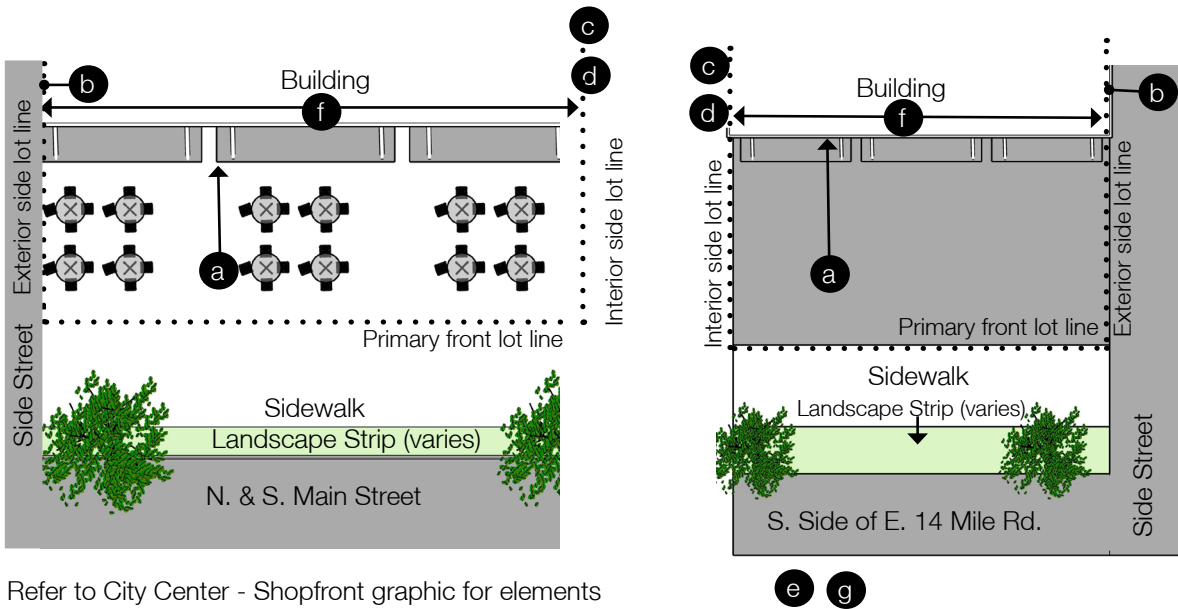 c
b
Building
d
f
Exterior side lot line
Interior side lot line
a
Primary front lot line
Side Street
Sidewalk
Landscape Strip (varies)
N. & S. Main Street
Refer to City Center - Shopfront graphic for elements
c
d
Building
b
f
Interior side lot line
Exterior side lot line
a
Primary front lot line
Sidewalk
Landscape Strip (varies)
Side Street
S. Side of E. 14 Mile Rd.
e
g